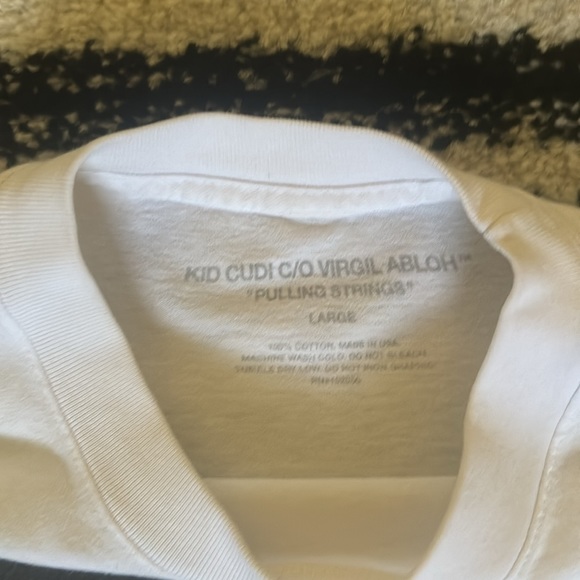 KID CUDI C/O VIRGIL ABLOH™
"PULLING STRINGS"
LARGE
100% COTTON. MADE IN USA.
MACHINE WASH COLD. DO NOT BLEACH.
TUMBLE DRY LOW. DO NOT IRON GRAPHIC.